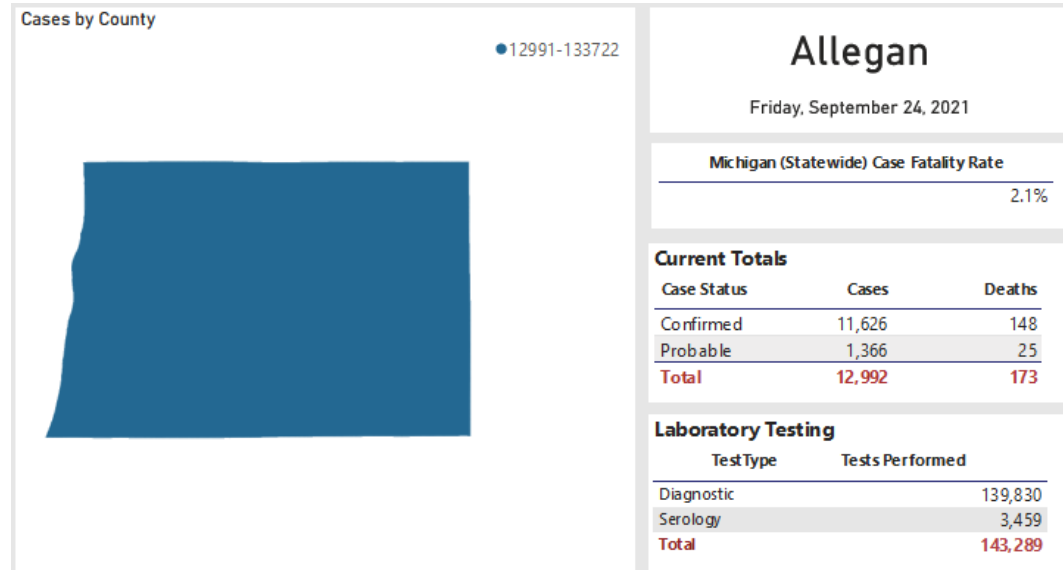 Cases by County
12991-133722
Allegan
Friday, September 24, 2021
Michigan (Statewide) Case Fatality Rate
2.1%
Current Totals
Case Status Cases Deaths
Confirmed 11,626 148
Probable 1,366 25
Total 12,992 173
Laboratory Testing
TestType Tests Performed
Diagnostic 139,830
Serology 3,459
Total 143,289